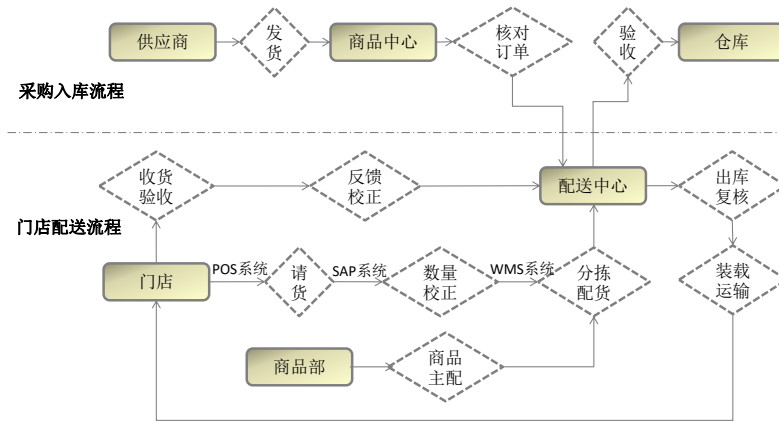 供应商
发
货
商品中心
核对
订单
验
收
仓库
采购入库流程
收货
验收
反馈
校正
配送中心
出库
复核
门店配送流程
门店
POS系统
请
货
SAP系统
数量
校正
WMS系统
分拣
配货
装载
运输
商品部
商品
主配